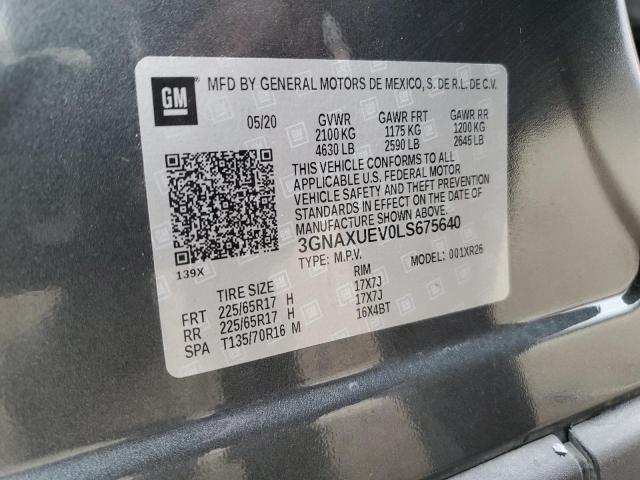 GM
MFD BY GENERAL MOTORS DE MEXICO, S. DE R.L. DE C.V.
05/20 GVWR GAWR FRT GAWR RR
2100 KG 1175 KG 1200 KG
4630 LB 2590 LB 2645 LB
THIS VEHICLE CONFORMS TO ALL
APPLICABLE U.S. FEDERAL MOTOR
VEHICLE SAFETY AND THEFT PREVENTION
STANDARDS IN EFFECT ON THE DATE OF
MANUFACTURE SHOWN ABOVE.
3GNAXUEV0LS675640
139X TYPE: M.P.V. MODEL: 001XR26
TIRE SIZE RIM
FRT 225/65R17 H 17X7J
RR 225/65R17 H 17X7J
SPA T135/70R16 M 16X4BT